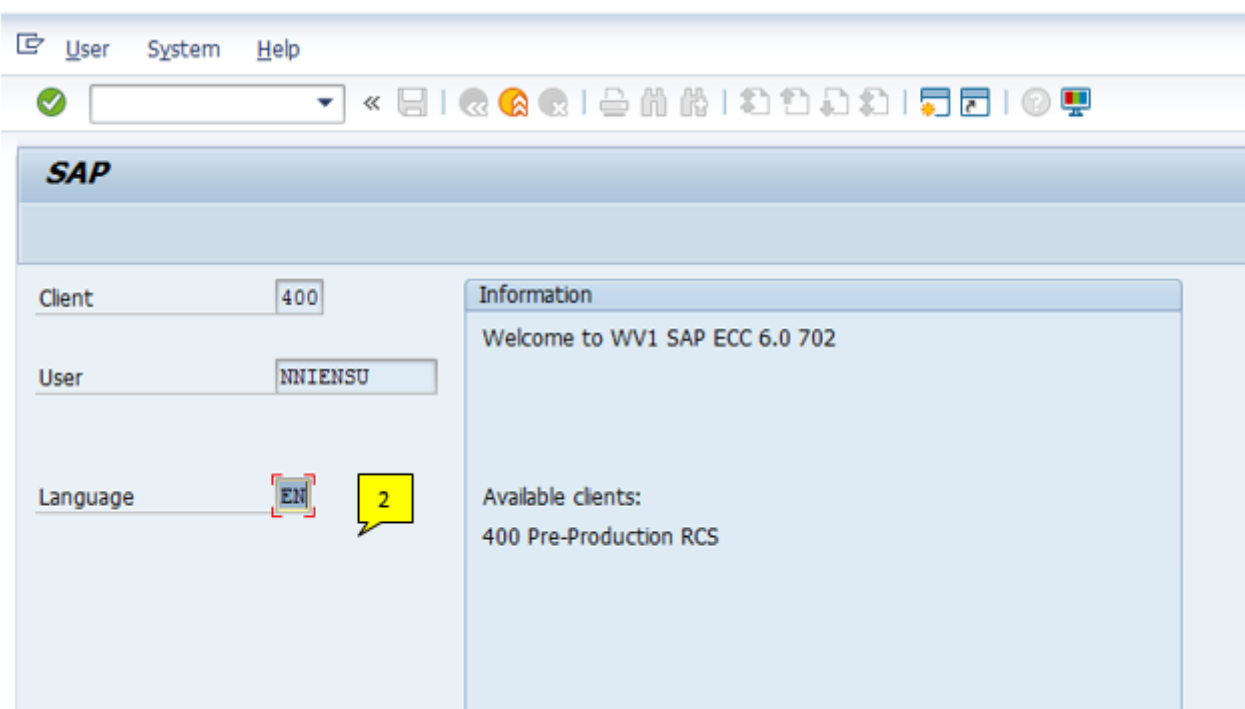 User System Help
SAP
Client 400
Information
Welcome to WV1 SAP ECC 6.0 702
User NNIENSU
Language EN
2
Available clients:
400 Pre-Production RCS